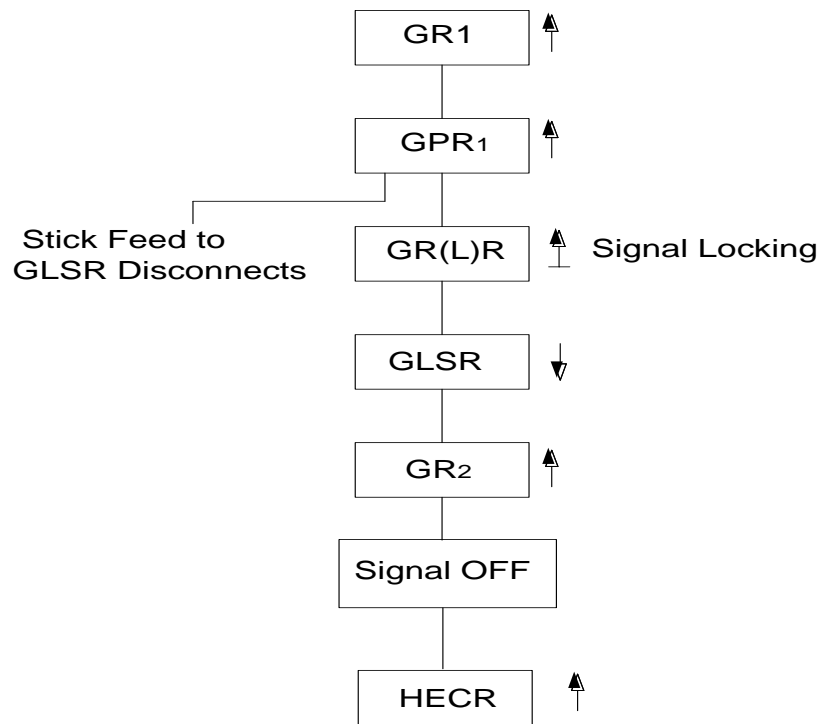 GR1
GPR1
Stick Feed to
GLSR Disconnects
GR(L)R
Signal Locking
GLSR
GR2
Signal OFF
HECR